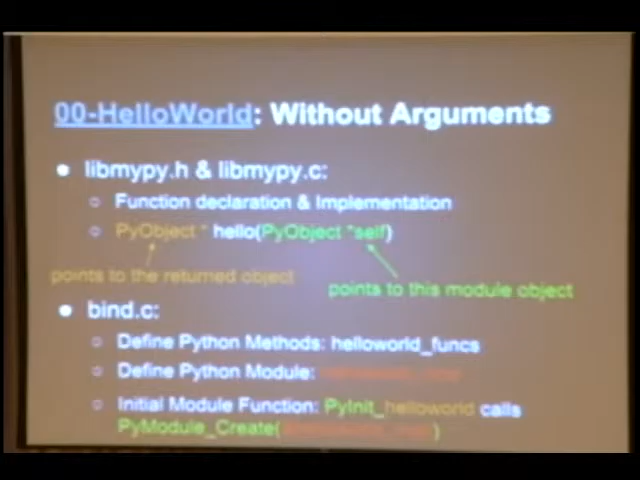 00-HelloWorld: Without Arguments
● libmypy.h & libmypy.c:
○ Function declaration & Implementation
○ PyObject * hello(PyObject *self)
points to the returned object
points to this module object
● bind.c:
○ Define Python Methods: helloworld_funcs
○ Define Python Module:
○ Initial Module Function: PyInit_helloworld calls
PyModule_Create( )